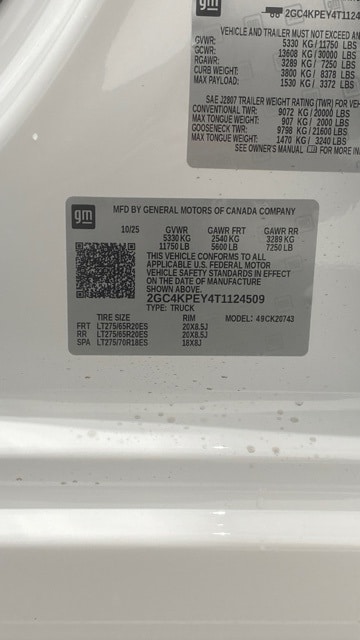 gm
2GC4KPEY4T1124
VEHICLE AND TRAILER MUST NOT EXCEED AN
GVWR: 5330 KG / 11750 LBS
GCWR: 13608 KG / 30000 LBS
RGAWR: 3289 KG / 7250 LBS
CURB WEIGHT: 3800 KG / 8378 LBS
MAX PAYLOAD: 1530 KG / 3372 LBS
SAE J2807 TRAILER WEIGHT RATING (TWR) FOR VEH
CONVENTIONAL TWR: 9072 KG / 20000 LBS
MAX TONGUE WEIGHT: 907 KG / 2000 LBS
GOOSENECK TWR: 9798 KG / 21600 LBS
MAX TONGUE WEIGHT: 1470 KG / 3240 LBS
SEE OWNER'S MANUAL FOR MORE IN
gm
MFD BY GENERAL MOTORS OF CANADA COMPANY
10/25 GVWR GAWR FRT GAWR RR
5330 KG 2540 KG 3289 KG
11750 LB 5600 LB 7250 LB
THIS VEHICLE CONFORMS TO ALL
APPLICABLE U.S. FEDERAL MOTOR
VEHICLE SAFETY STANDARDS IN EFFECT
ON THE DATE OF MANUFACTURE
SHOWN ABOVE.
2GC4KPEY4T1124509
TYPE: TRUCK
TIRE SIZE RIM MODEL: 49CK20743
FRT LT275/65R20ES 20X8.5J
RR LT275/65R20ES 20X8.5J
SPA LT275/70R18ES 18X8J